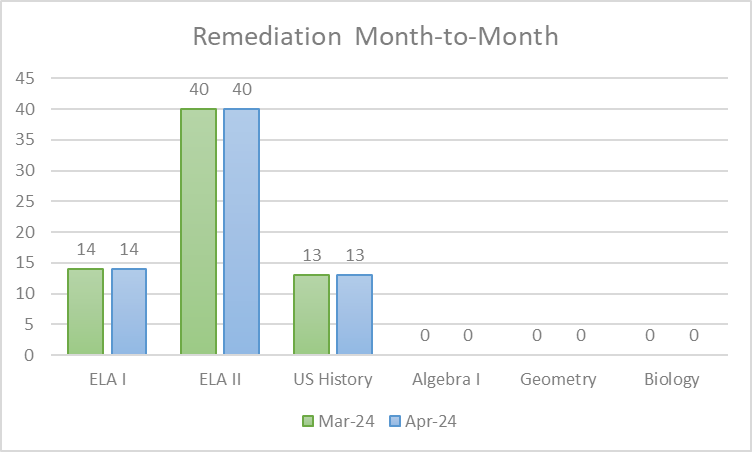 Remediation Month-to-Month
45
40
35
30
25
20
15
10
5
0
14 14
40 40
13 13
0 0
0 0
0 0
ELA I
ELA II
US History
Algebra I
Geometry
Biology
Mar-24 Apr-24